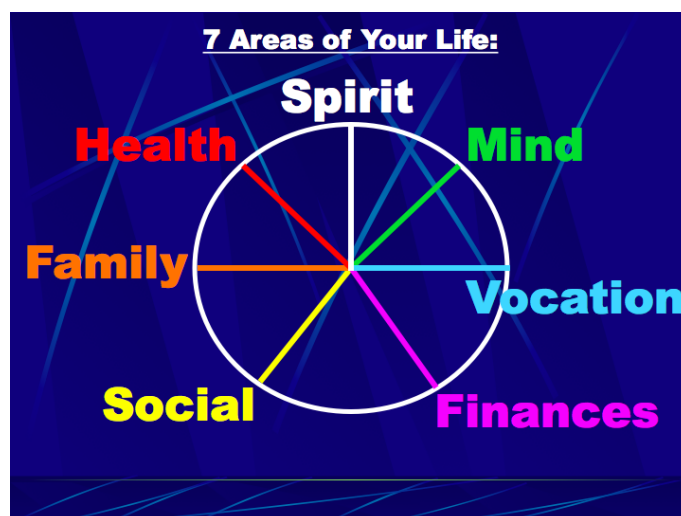 7 Areas of Your Life:
Spirit
Health
Mind
Family
Vocation
Social
Finances